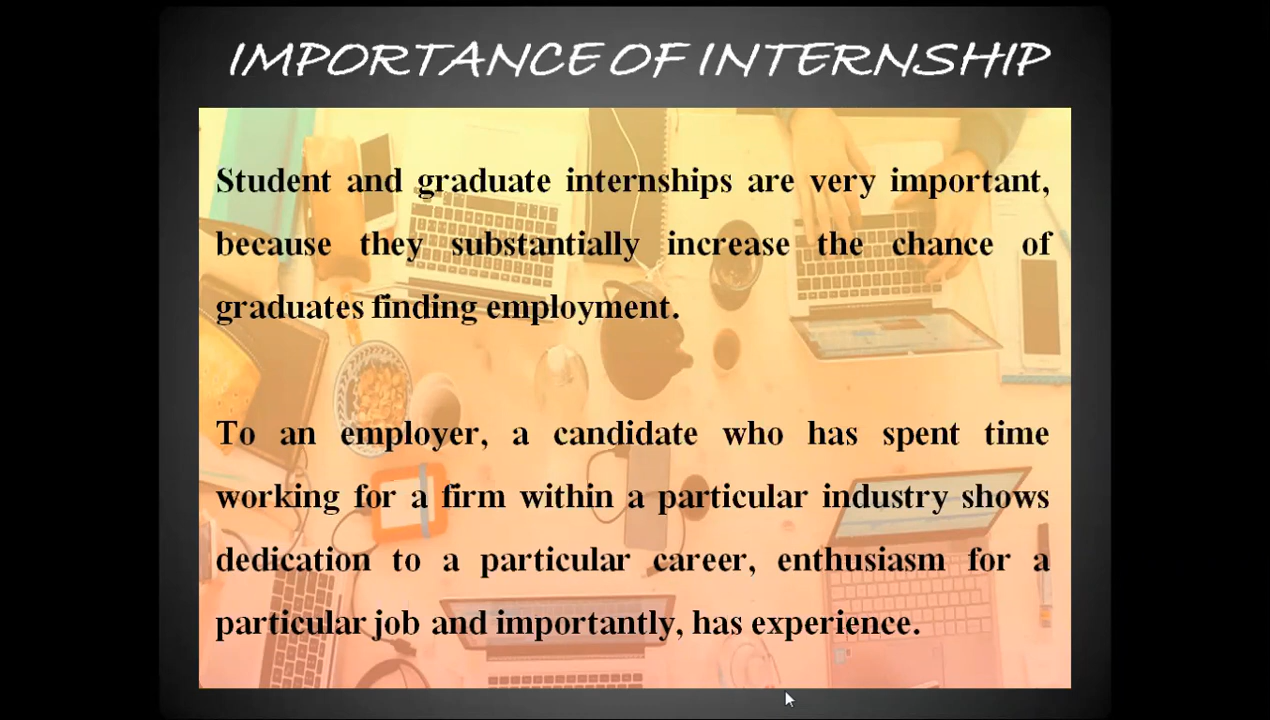 IMPORTANCE OF INTERNSHIP
Student and graduate internships are very important,
because they substantially increase the chance of
graduates finding employment.
To an employer, a candidate who has spent time
working for a firm within a particular industry shows
dedication to a particular career, enthusiasm for a
particular job and importantly, has experience.